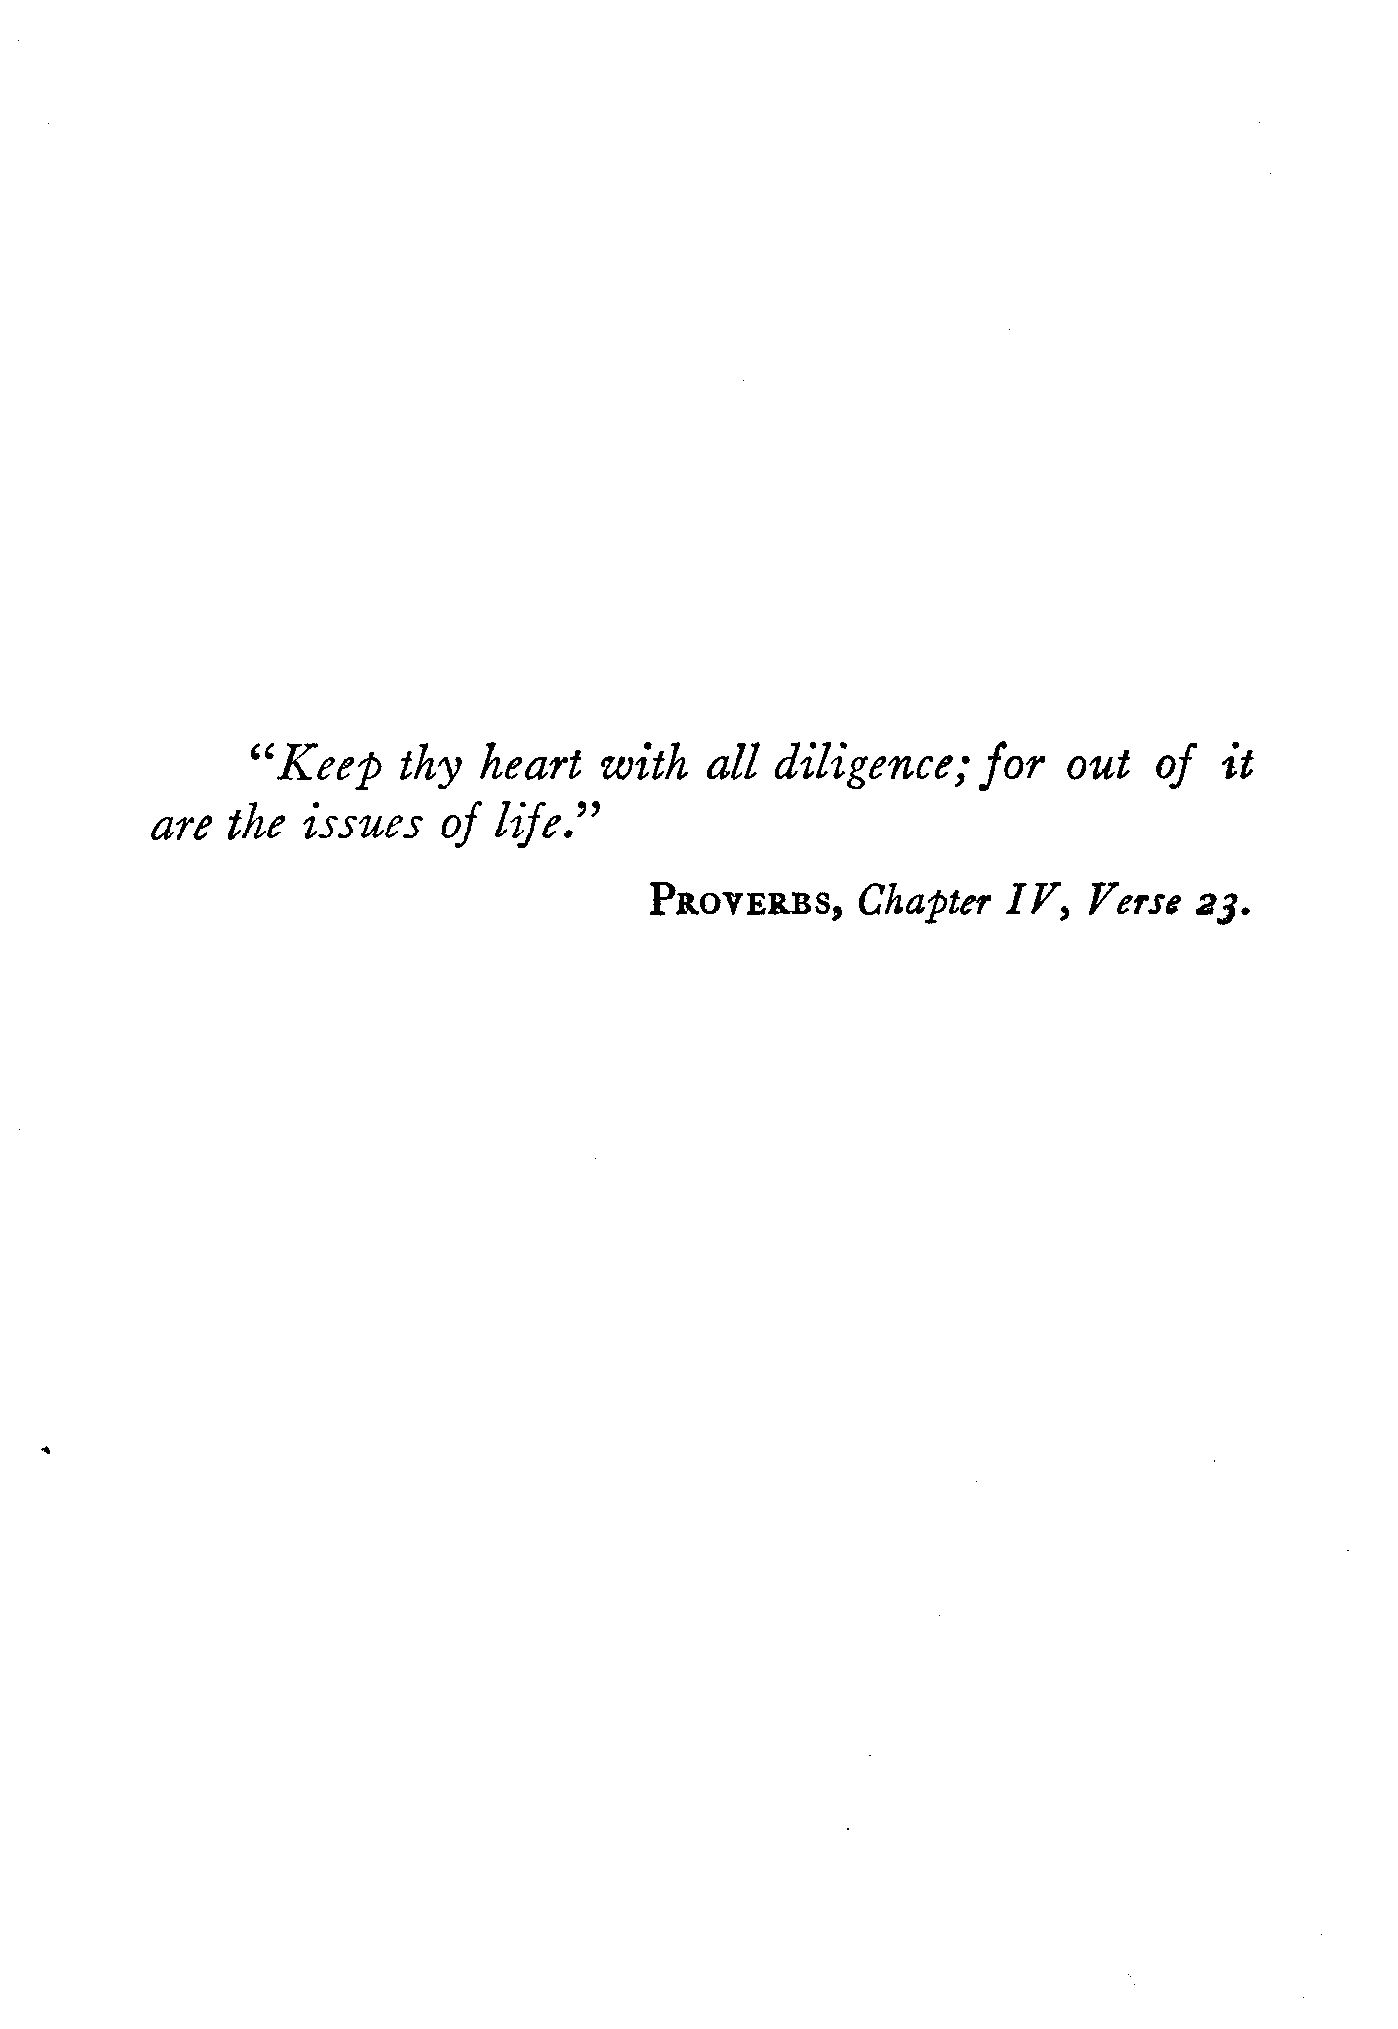 “Keep thy heart with all diligence; for out of it
are the issues of life.”
PROVERBS, Chapter IV, Verse 23.